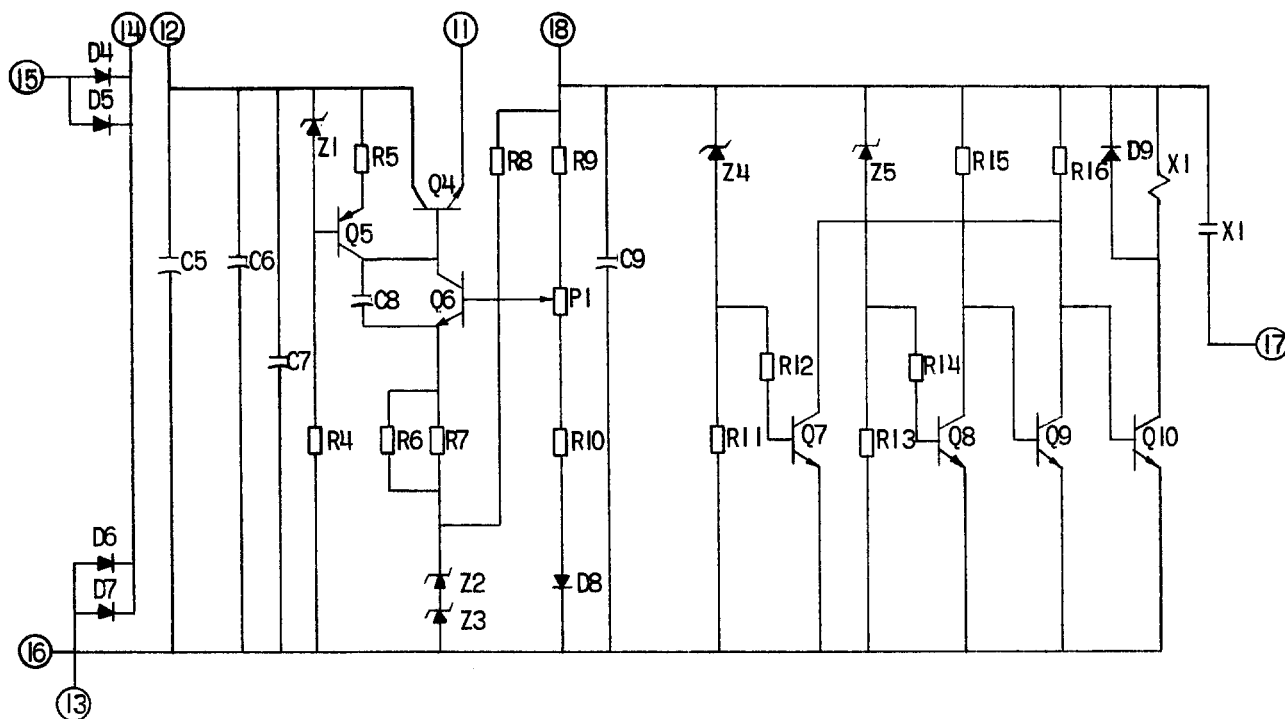 14 12 11 18
15 D4
D5
Z1 R5 Q4 R8 R9 Z4 Z5 R15 R16 D9 X1
Q5
X1
C5 C6 C8 Q6 P1 C9
C7 R12 R14 17
R4 R6 R7 R10 R11 Q7 R13 Q8 Q9 Q10
D6
D7 Z2 D8
Z3
16
13